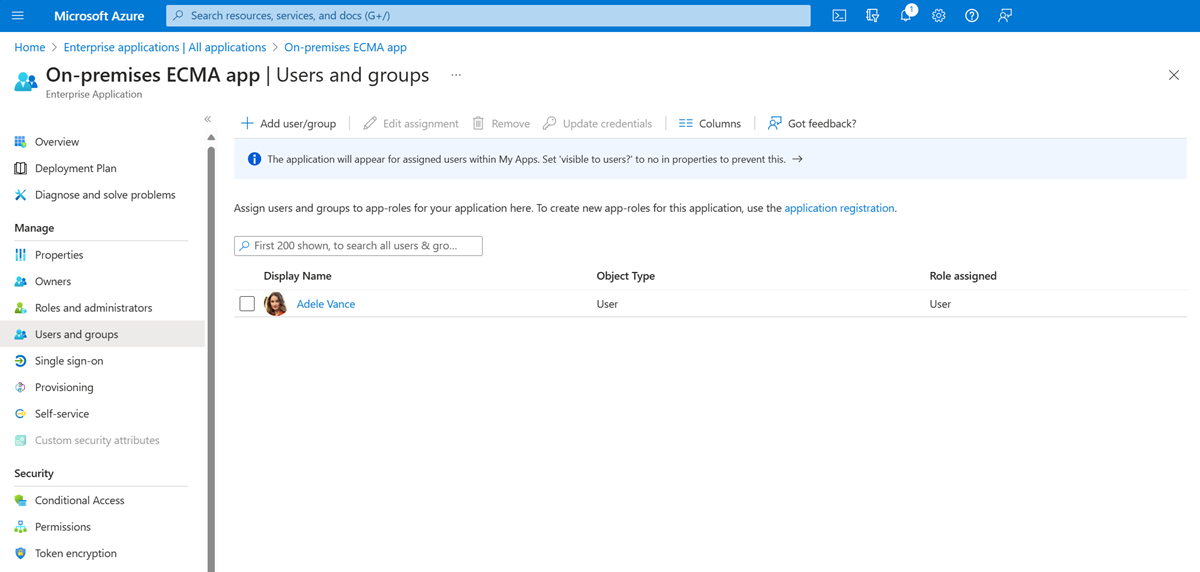 Microsoft Azure
Search resources, services, and docs (G+/)
1
Home > Enterprise applications | All applications > On-premises ECMA app
On-premises ECMA app | Users and groups ...
Enterprise Application
Overview
Deployment Plan
Diagnose and solve problems
Manage
Properties
Owners
Roles and administrators
Users and groups
Single sign-on
Provisioning
Self-service
Custom security attributes
Security
Conditional Access
Permissions
Token encryption
Add user/group
Edit assignment
Remove
Update credentials
Columns
Got feedback?
The application will appear for assigned users within My Apps. Set 'visible to users?' to no in properties to prevent this. →
Assign users and groups to app-roles for your application here. To create new app-roles for this application, use the application registration.
First 200 shown, to search all users & gro...
Display Name Object Type Role assigned
Adele Vance User User